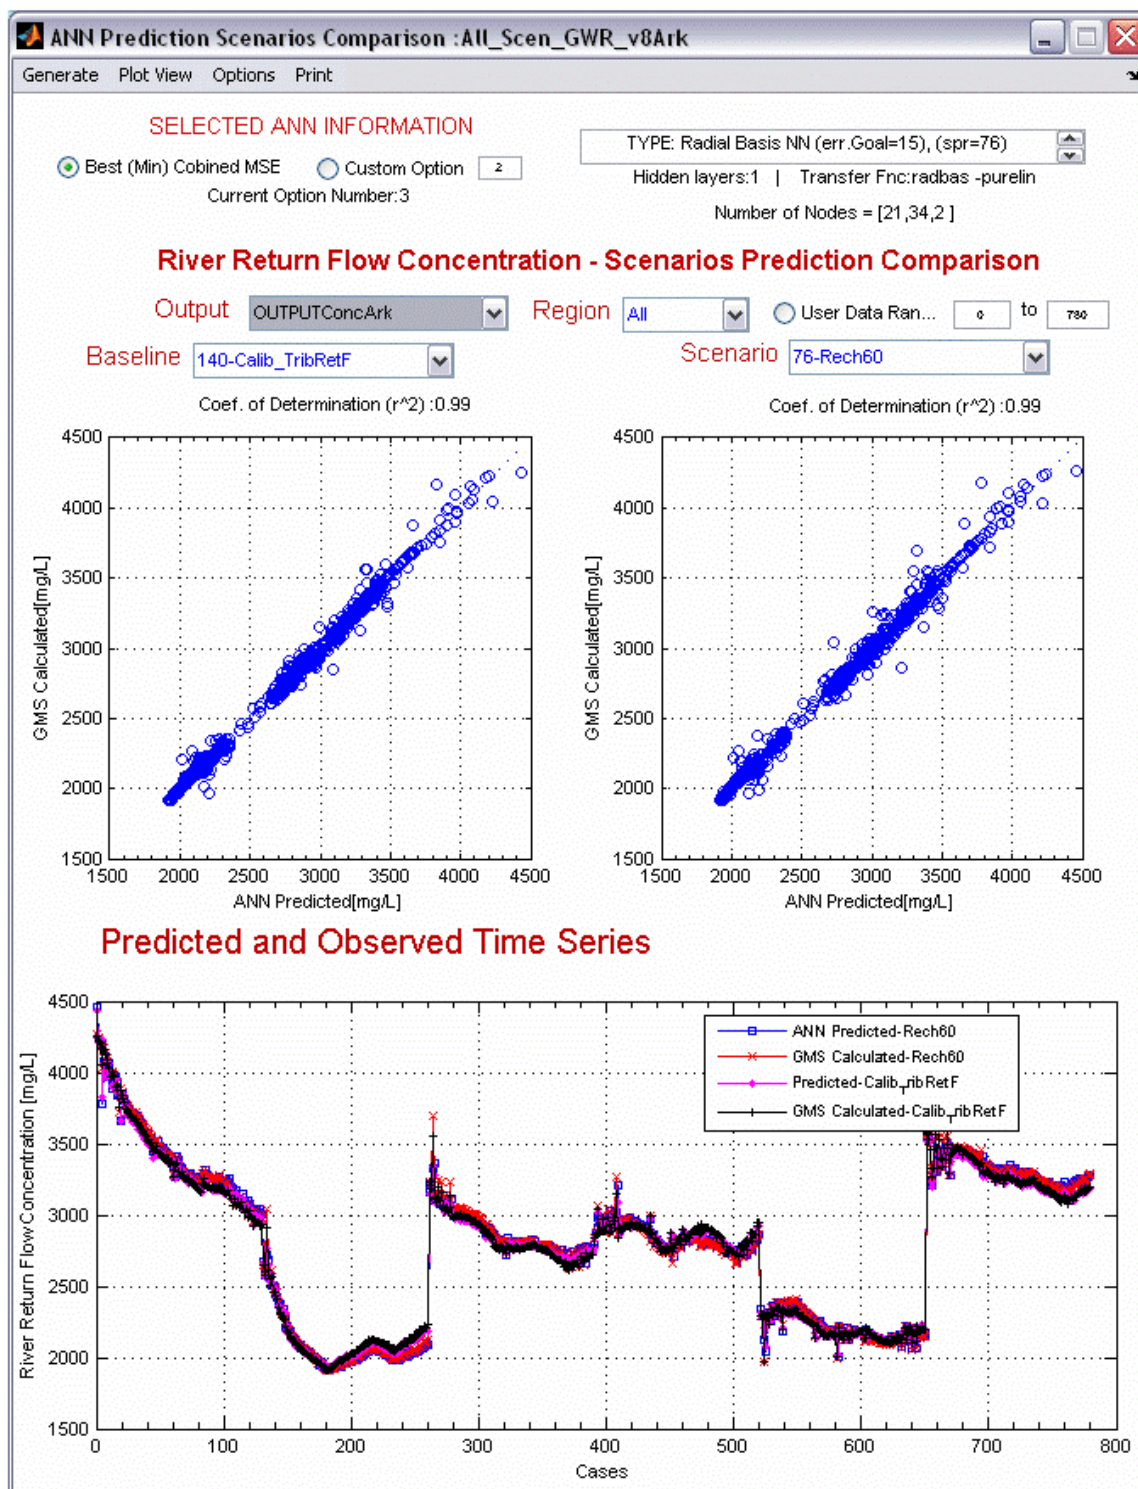 ANN Prediction Scenarios Comparison :All_Scen_GWR_v8Ark
Generate Plot View Options Print
SELECTED ANN INFORMATION
Best (Min) Cobined MSE Custom Option 2
Current Option Number:3
TYPE: Radial Basis NN (err.Goal=15), (spr=76)
Hidden layers:1 | Transfer Fnc:radbas -purelin
Number of Nodes = [21,34,2 ]
River Return Flow Concentration - Scenarios Prediction Comparison
Output OUTPUTConcArk Region All User Data Ran... 0 to 780
Baseline 140-Calib_TribRetF Scenario 76-Rech60
Coef. of Determination (r^2) :0.99
Coef. of Determination (r^2) :0.99
4500
4000
3500
3000
2500
2000
1500
GMS Calculated[mg/L]
1500 2000 2500 3000 3500 4000 4500
ANN Predicted[mg/L]
4500
4000
3500
3000
2500
2000
1500
GMS Calculated[mg/L]
1500 2000 2500 3000 3500 4000 4500
ANN Predicted[mg/L]
Predicted and Observed Time Series
4500
4000
3500
3000
2500
2000
1500
River Return FlowConcentration [mg/L]
ANN Predicted-Rech60
GMS Calculated-Rech60
Predicted-Calib_TribRetF
GMS Calculated-Calib_TribRetF
0 100 200 300 400 500 600 700 800
Cases